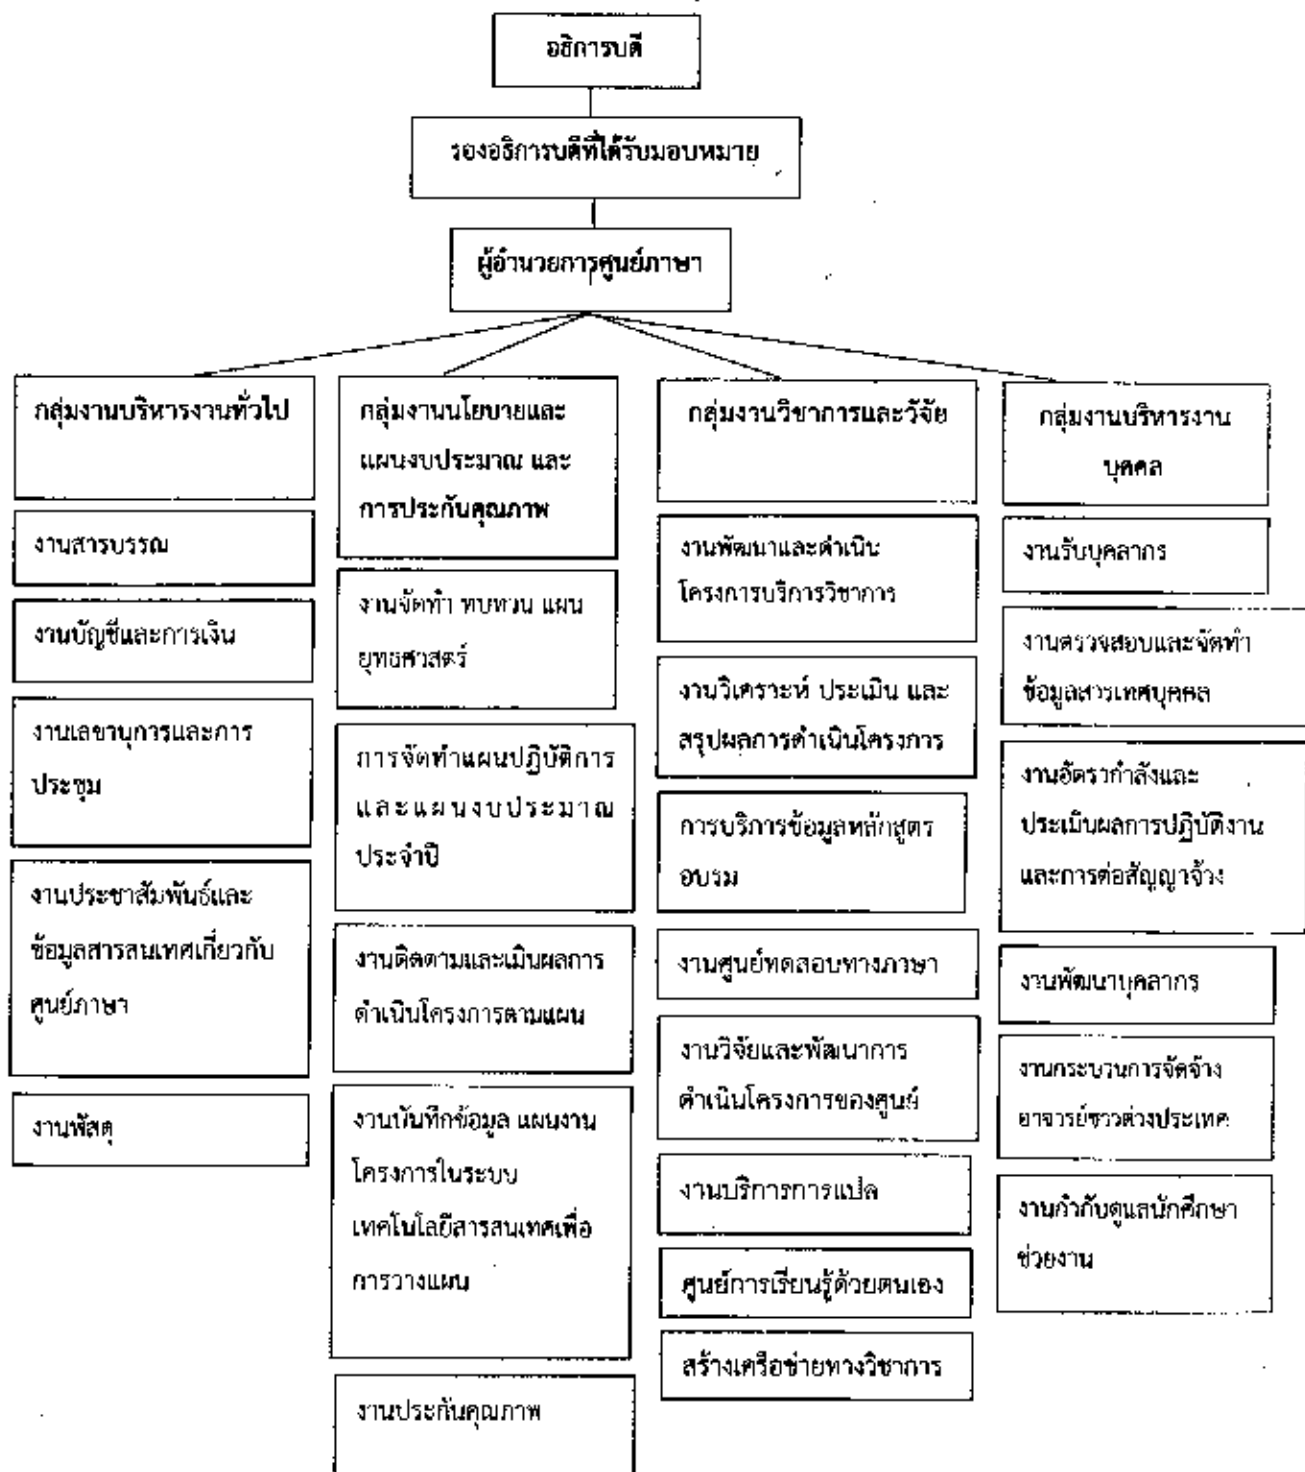 อธิการบดี
รองอธิการบดีที่ได้รับมอบหมาย
ผู้อำนวยการศูนย์ภาษา
กลุ่มงานบริหารงานทั่วไป
งานสารบรรณ
งานบัญชีและการเงิน
งานเลขานุการและการ
ประชุม
งานประชาสัมพันธ์และ
ข้อมูลสารสนเทศเกี่ยวกับ
ศูนย์ภาษา
งานพัสดุ
กลุ่มงานนโยบายและ
แผนงบประมาณ และ
การประกันคุณภาพ
งานจัดทำ ทบทวน แผน
ยุทธศาสตร์
การจัดทำแผนปฏิบัติการ
และแผนงบประมาณ
ประจำปี
งานติดตามและเมินผลการ
ดำเนินโครงการตามแผน
งานบันทึกข้อมูล แผนงาน
โครงการในระบบ
เทคโนโลยีสารสนเทศเพื่อ
การวางแผน
งานประกันคุณภาพ
กลุ่มงานวิชาการและวิจัย
งานพัฒนาและดำเนิน
โครงการบริการวิชาการ
งานวิเคราะห์ ประเมิน และ
สรุปผลการดำเนินโครงการ
การบริการข้อมูลหลักสูตร
อบรม
งานศูนย์ทดสอบทางภาษา
งานวิจัยและพัฒนาการ
ดำเนินโครงการของศูนย์
งานบริการการแปล
ศูนย์การเรียนรู้ด้วยตนเอง
สร้างเครือข่ายทางวิชาการ
กลุ่มงานบริหารงาน
บุคคล
งานรับบุคลากร
งานตรวจสอบและจัดทำ
ข้อมูลสารเทศบุคคล
งานอัตรากำลังและ
ประเมินผลการปฏิบัติงาน
และการต่อสัญญาจ้าง
งานพัฒนาบุคลากร
งานกระบวนการจัดจ้าง
อาจารย์ชาวต่างประเทศ
งานกำกับดูแลนักศึกษา
ช่วยงาน